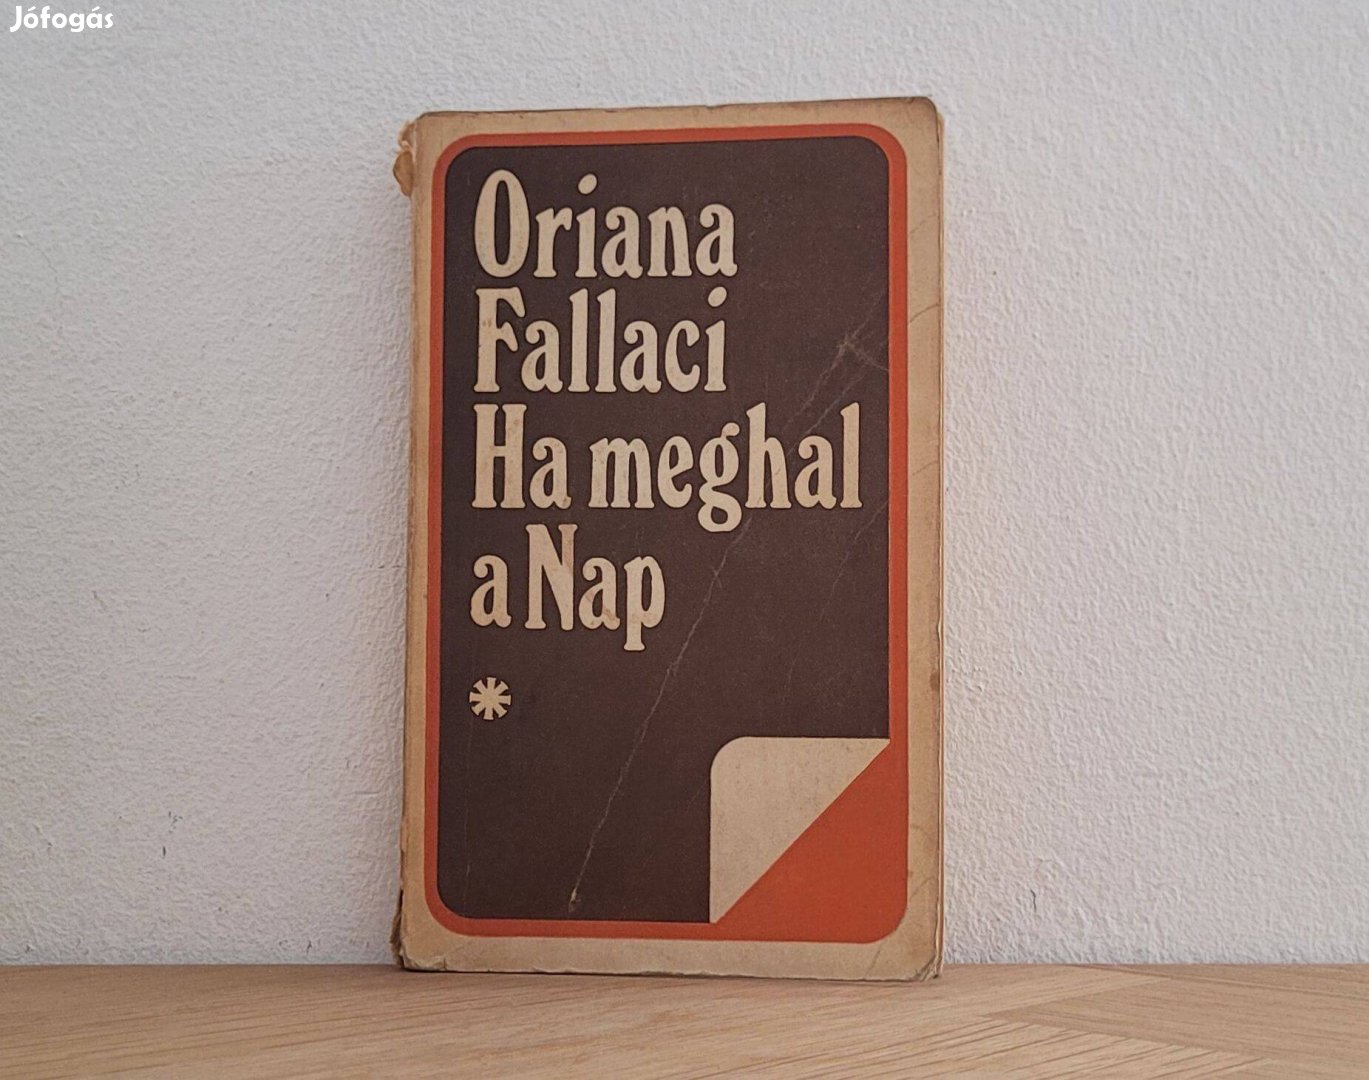 Jófogás
Oriana
Fallaci
Ha meghal
a Nap